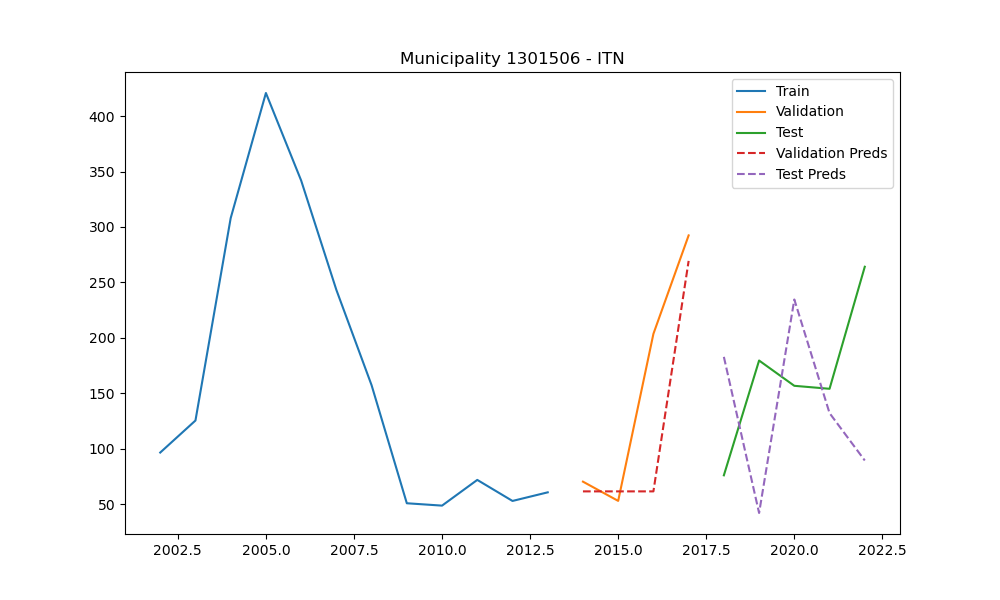 Municipality 1301506 - ITN
Train
Validation
Test
Validation Preds
Test Preds
400
350
300
250
200
150
100
50
2002.5 2005.0 2007.5 2010.0 2012.5 2015.0 2017.5 2020.0 2022.5